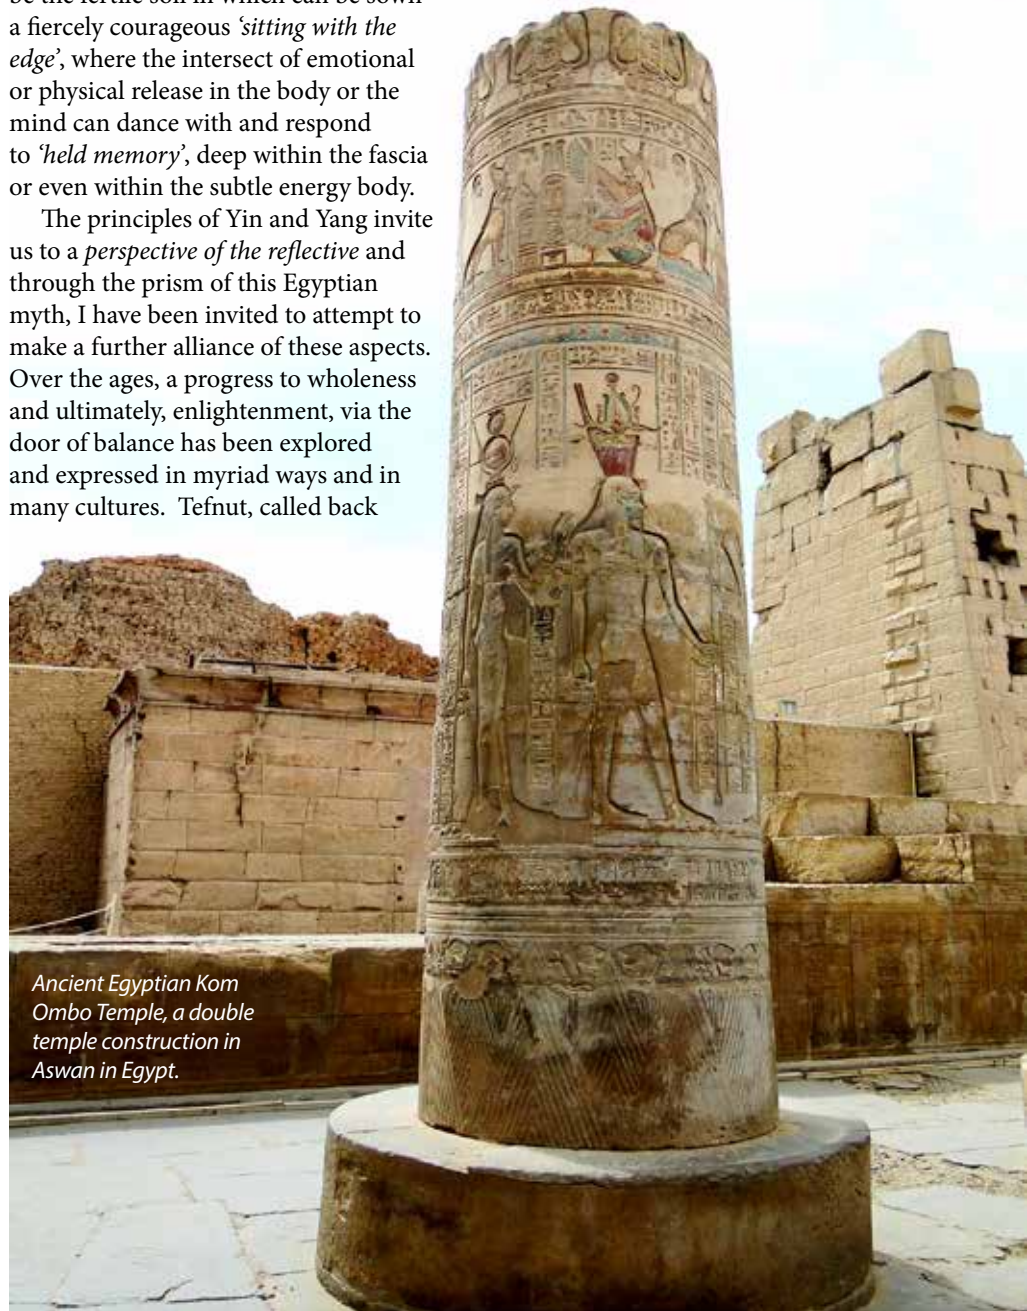 be the fertile soil in which can be sown
a fiercely courageous ‘sitting with the
edge’, where the intersect of emotional
or physical release in the body or the
mind can dance with and respond
to ‘held memory’, deep within the fascia
or even within the subtle energy body.
The principles of Yin and Yang invite
us to a perspective of the reflective and
through the prism of this Egyptian
myth, I have been invited to attempt to
make a further alliance of these aspects.
Over the ages, a progress to wholeness
and ultimately, enlightenment, via the
door of balance has been explored
and expressed in myriad ways and in
many cultures.  Tefnut, called back
Ancient Egyptian Kom
Ombo Temple, a double
temple construction in
Aswan in Egypt.